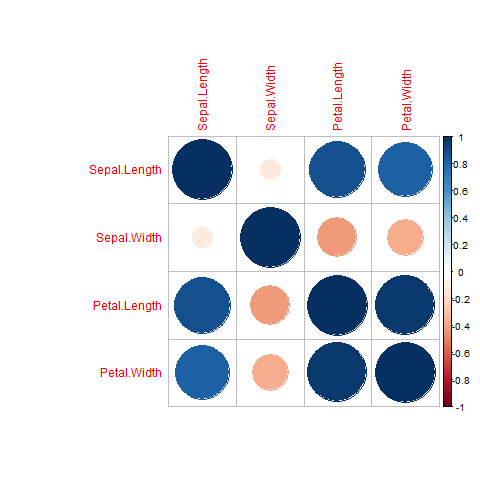 Sepal.Length
Sepal.Width
Petal.Length
Petal.Width
Sepal.Length
Sepal.Width
Petal.Length
Petal.Width
1
0.8
0.6
0.4
0.2
0
-0.2
-0.4
-0.6
-0.8
-1